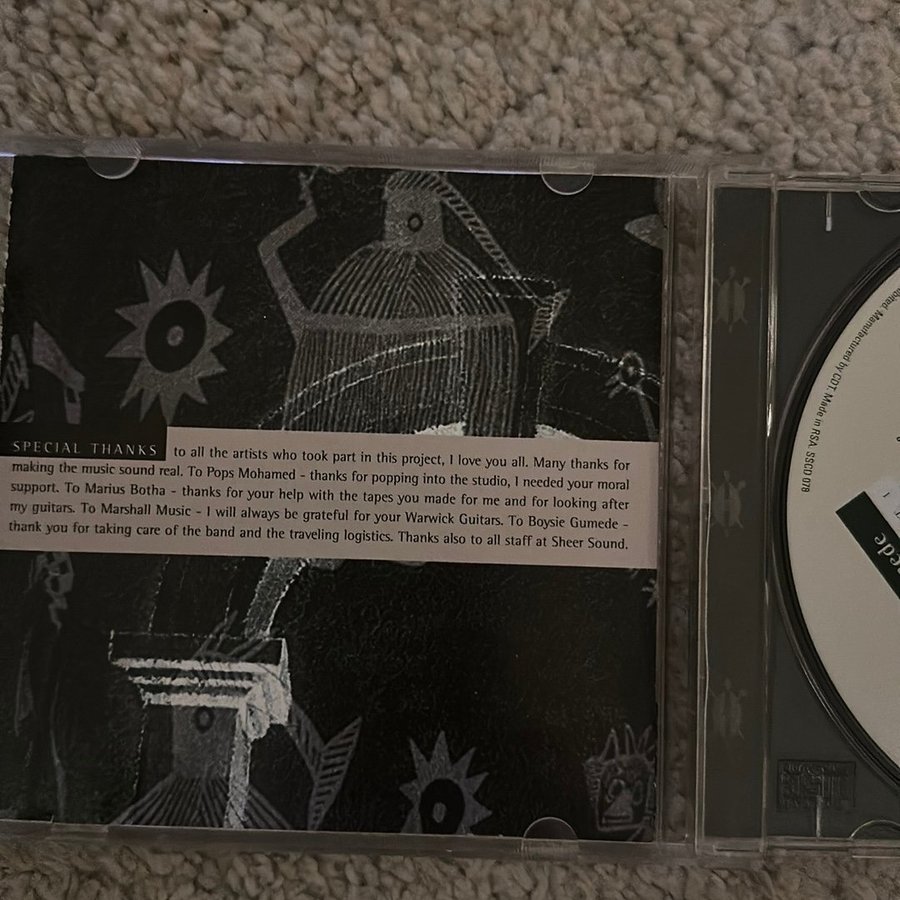 SPECIAL THANKS to all the artists who took part in this project, I love you all. Many thanks for
making the music sound real. To Pops Mohamed - thanks for popping into the studio, I needed your moral
support. To Marius Botha - thanks for your help with the tapes you made for me and for looking after
my guitars. To Marshall Music - I will always be grateful for your Warwick Guitars. To Boysie Gumede -
thank you for taking care of the band and the traveling logistics. Thanks also to all staff at Sheer Sound.
Manufactured by CDT. Made in RSA. SSCD 078